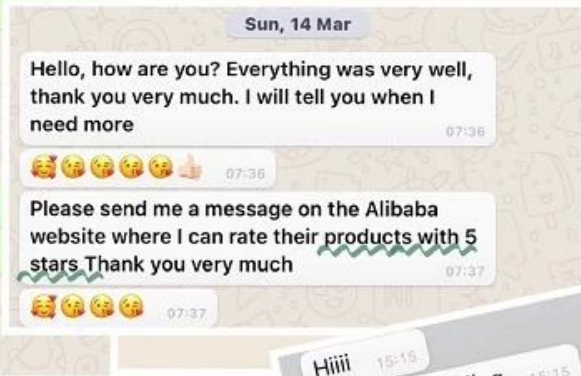 Sun, 14 Mar
Hello, how are you? Everything was very well,
thank you very much. I will tell you when I
need more
07:36
🥰😘😘😘😘👍🏻 07:36
Please send me a message on the Alibaba
website where I can rate their products with 5
stars Thank you very much
07:37
🥰😘😘😘 07:37
Hiiii 15:15
15:15